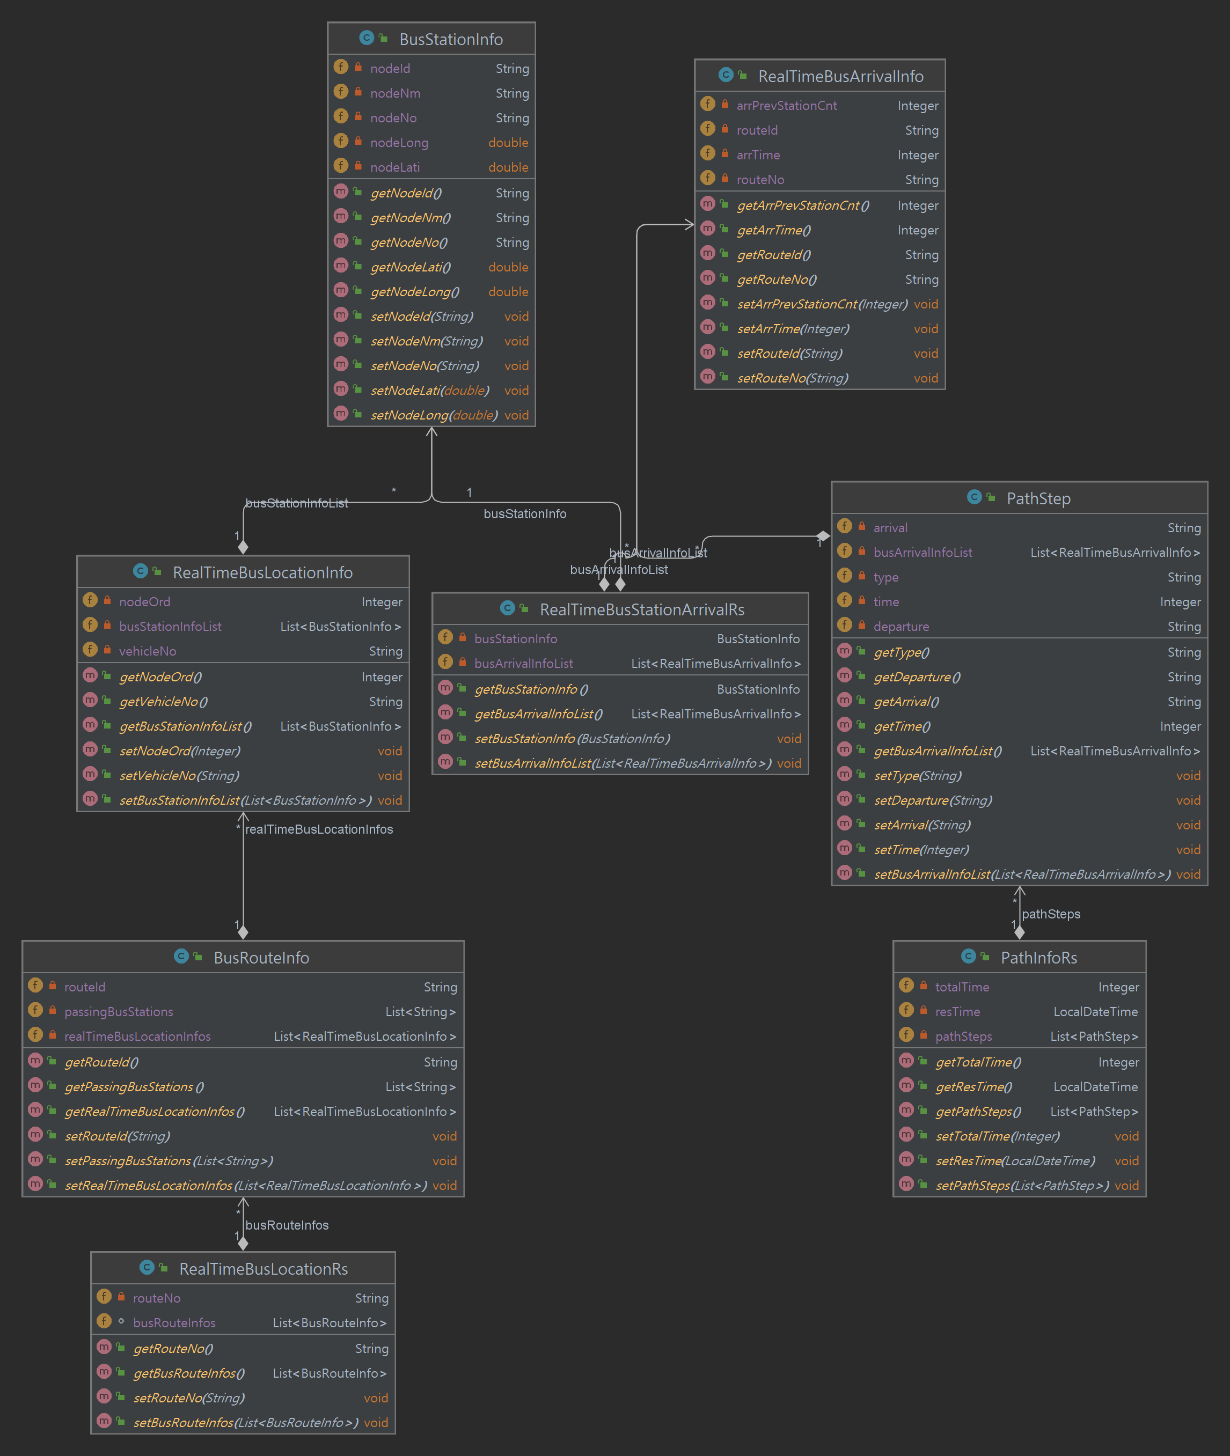 BusStationInfo
nodeId String
nodeNm String
nodeNo String
nodeLong double
nodeLati double
getNodeId() String
getNodeNm() String
getNodeNo() String
getNodeLati() double
getNodeLong() double
setNodeId(String) void
setNodeNm(String) void
setNodeNo(String) void
setNodeLati(double) void
setNodeLong(double) void
RealTimeBusArrivalInfo
arrPrevStationCnt Integer
routeId String
arrTime Integer
routeNo String
getArrPrevStationCnt() Integer
getArrTime() Integer
getRouteId() String
getRouteNo() String
setArrPrevStationCnt(Integer) void
setArrTime(Integer) void
setRouteId(String) void
setRouteNo(String) void
* 1
busStationInfoList
busStationInfo
1
busArrivalInfoList
* *
1
busArrivalInfoList
1
1
RealTimeBusLocationInfo
nodeOrd Integer
busStationInfoList List<BusStationInfo>
vehicleNo String
getNodeOrd() Integer
getVehicleNo() String
getBusStationInfoList() List<BusStationInfo>
setNodeOrd(Integer) void
setVehicleNo(String) void
setBusStationInfoList(List<BusStationInfo>) void
RealTimeBusStationArrivalRs
busStationInfo BusStationInfo
busArrivalInfoList List<RealTimeBusArrivalInfo>
getBusStationInfo() BusStationInfo
getBusArrivalInfoList() List<RealTimeBusArrivalInfo>
setBusStationInfo(BusStationInfo) void
setBusArrivalInfoList(List<RealTimeBusArrivalInfo>) void
PathStep
arrival String
busArrivalInfoList List<RealTimeBusArrivalInfo>
type String
time Integer
departure String
getType() String
getDeparture() String
getArrival() String
getTime() Integer
getBusArrivalInfoList() List<RealTimeBusArrivalInfo>
setType(String) void
setDeparture(String) void
setArrival(String) void
setTime(Integer) void
setBusArrivalInfoList(List<RealTimeBusArrivalInfo>) void
* realTimeBusLocationInfos
1
*
pathSteps
1
BusRouteInfo
routeId String
passingBusStations List<String>
realTimeBusLocationInfos List<RealTimeBusLocationInfo>
getRouteId() String
getPassingBusStations() List<String>
getRealTimeBusLocationInfos() List<RealTimeBusLocationInfo>
setRouteId(String) void
setPassingBusStations(List<String>) void
setRealTimeBusLocationInfos(List<RealTimeBusLocationInfo>) void
PathInfoRs
totalTime Integer
resTime LocalDateTime
pathSteps List<PathStep>
getTotalTime() Integer
getResTime() LocalDateTime
getPathSteps() List<PathStep>
setTotalTime(Integer) void
setResTime(LocalDateTime) void
setPathSteps(List<PathStep>) void
*
busRouteInfos
1
RealTimeBusLocationRs
routeNo String
busRouteInfos List<BusRouteInfo>
getRouteNo() String
getBusRouteInfos() List<BusRouteInfo>
setRouteNo(String) void
setBusRouteInfos(List<BusRouteInfo>) void